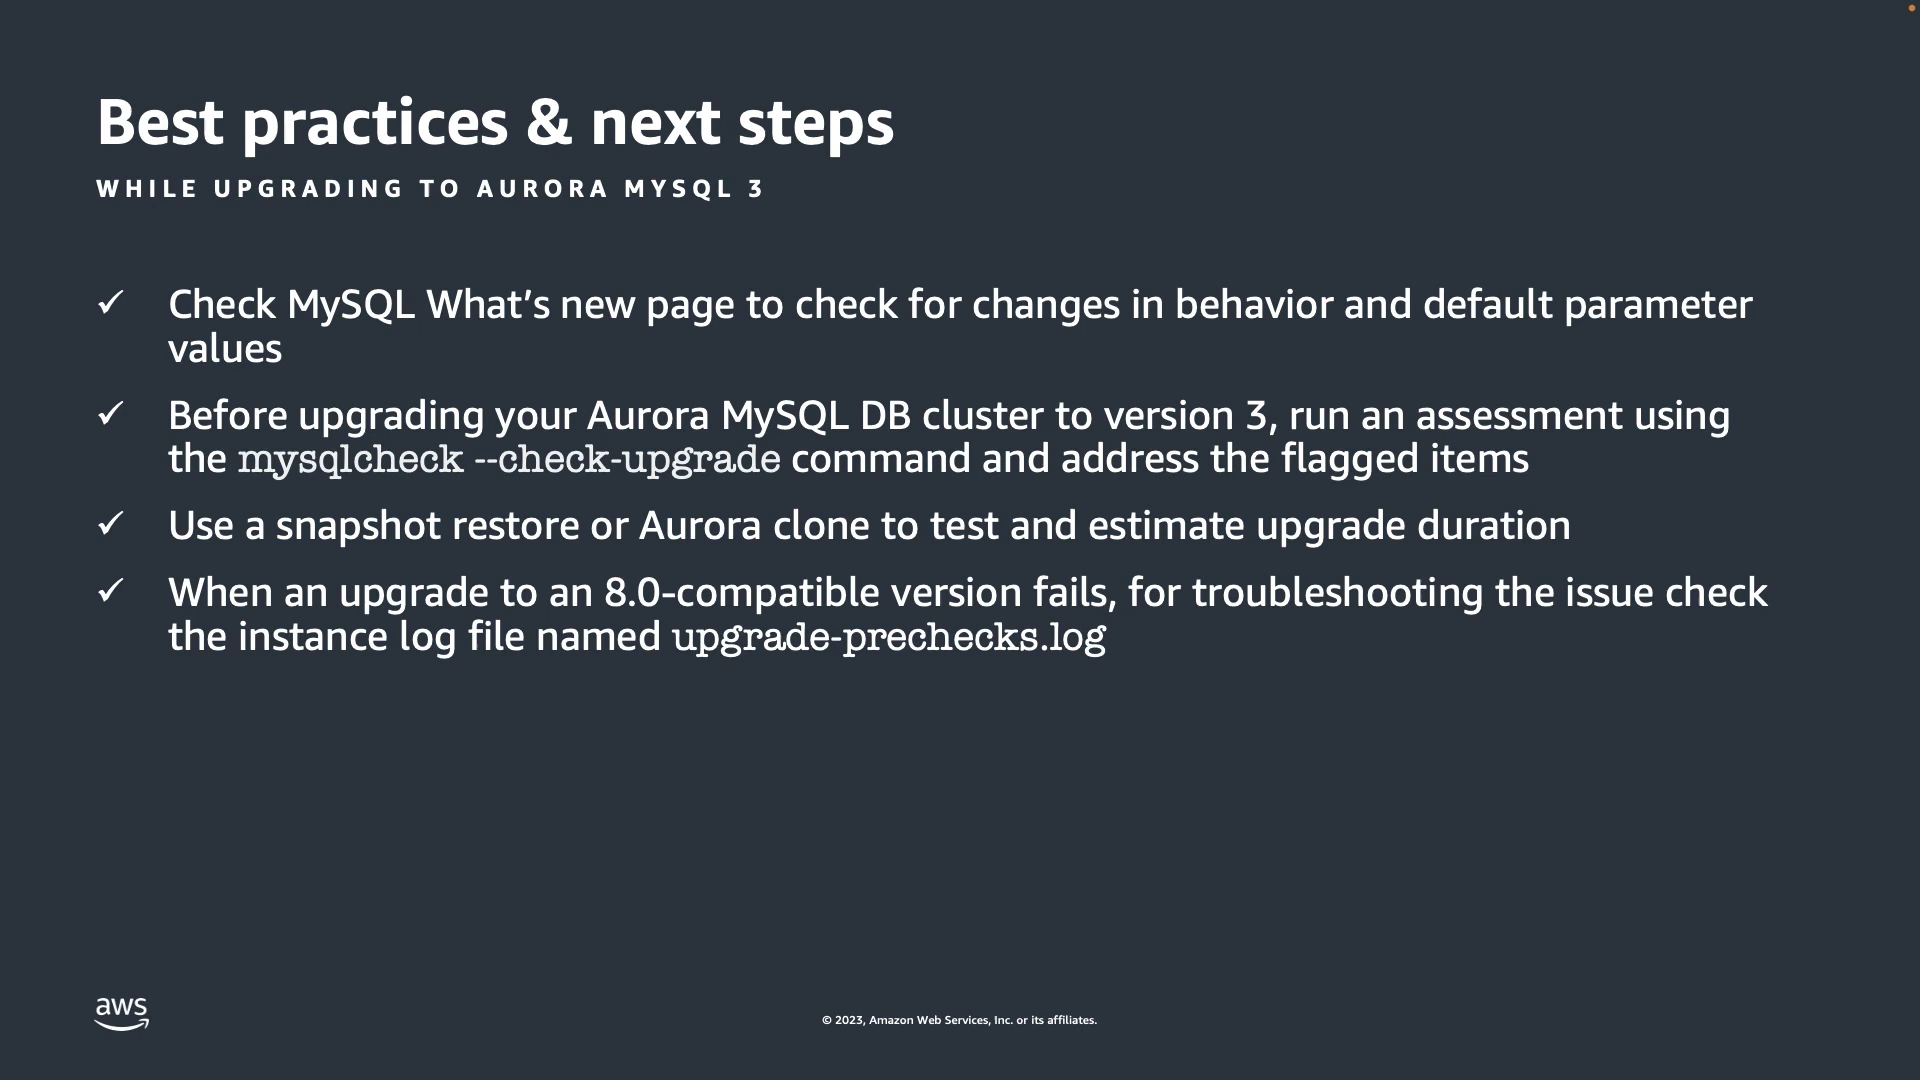 Best practices & next steps
WHILE UPGRADING TO AURORA MYSQL 3
✓ Check MySQL What’s new page to check for changes in behavior and default parameter
values
✓ Before upgrading your Aurora MySQL DB cluster to version 3, run an assessment using
the mysqlcheck --check-upgrade command and address the flagged items
✓ Use a snapshot restore or Aurora clone to test and estimate upgrade duration
✓ When an upgrade to an 8.0-compatible version fails, for troubleshooting the issue check
the instance log file named upgrade-prechecks.log
aws
© 2023, Amazon Web Services, Inc. or its affiliates.